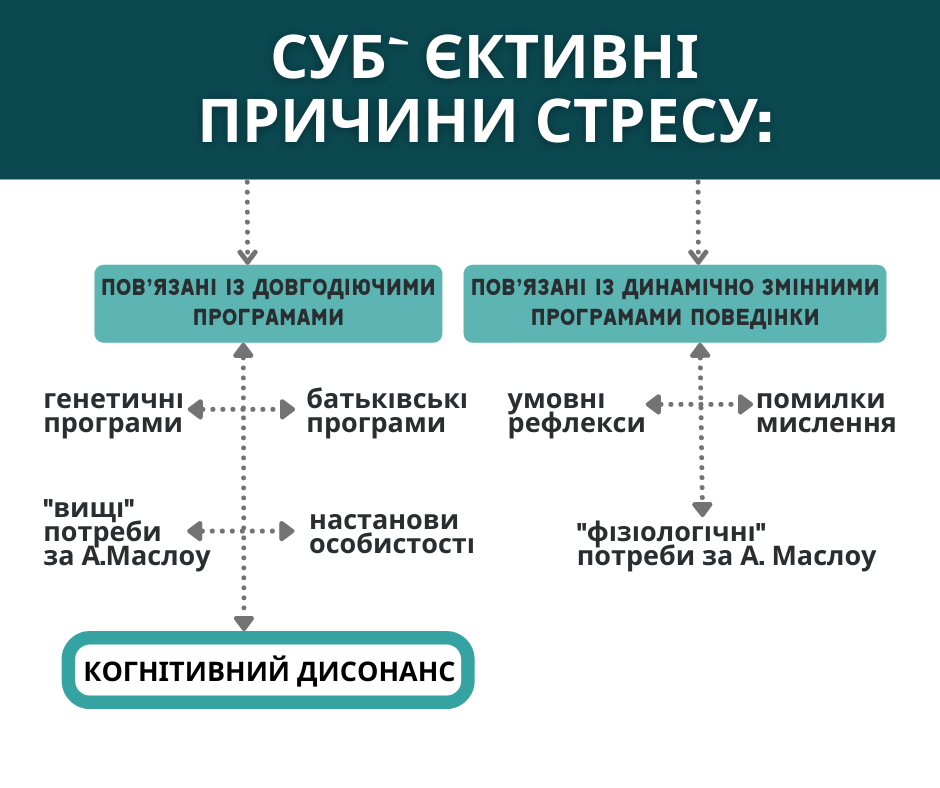 СУБ` ЄКТИВНІ
ПРИЧИНИ СТРЕСУ:
ПОВ'ЯЗАНІ ІЗ ДОВГОДІЮЧИМИ
ПРОГРАМАМИ
ПОВ'ЯЗАНІ ІЗ ДИНАМІЧНО ЗМІННИМИ
ПРОГРАМАМИ ПОВЕДІНКИ
генетичні
програми
батьківські
програми
умовні
рефлекси
помилки
мислення
"вищі"
потреби
за А.Маслоу
настанови
особистості
"фізіологічні"
потреби за А. Маслоу
КОГНІТИВНИЙ ДИСОНАНС